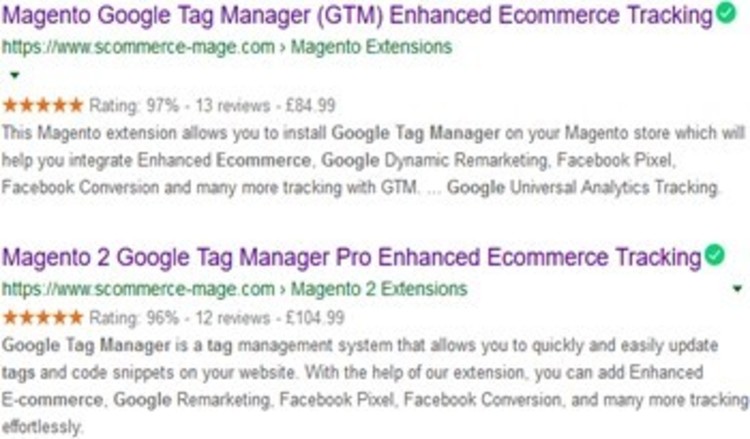 Magento Google Tag Manager (GTM) Enhanced Ecommerce Tracking
https://www.scommerce-mage.com › Magento Extensions
Rating: 97% - 13 reviews - £84.99
This Magento extension allows you to install Google Tag Manager on your Magento store which will
help you integrate Enhanced Ecommerce, Google Dynamic Remarketing, Facebook Pixel,
Facebook Conversion and many more tracking with GTM. ... Google Universal Analytics Tracking.
Magento 2 Google Tag Manager Pro Enhanced Ecommerce Tracking
https://www.scommerce-mage.com › Magento 2 Extensions
Rating: 96% - 12 reviews - £104.99
Google Tag Manager is a tag management system that allows you to quickly and easily update
tags and code snippets on your website. With the help of our extension, you can add Enhanced
E-commerce, Google Remarketing, Facebook Pixel, Facebook Conversion, and many more tracking
effortlessly.